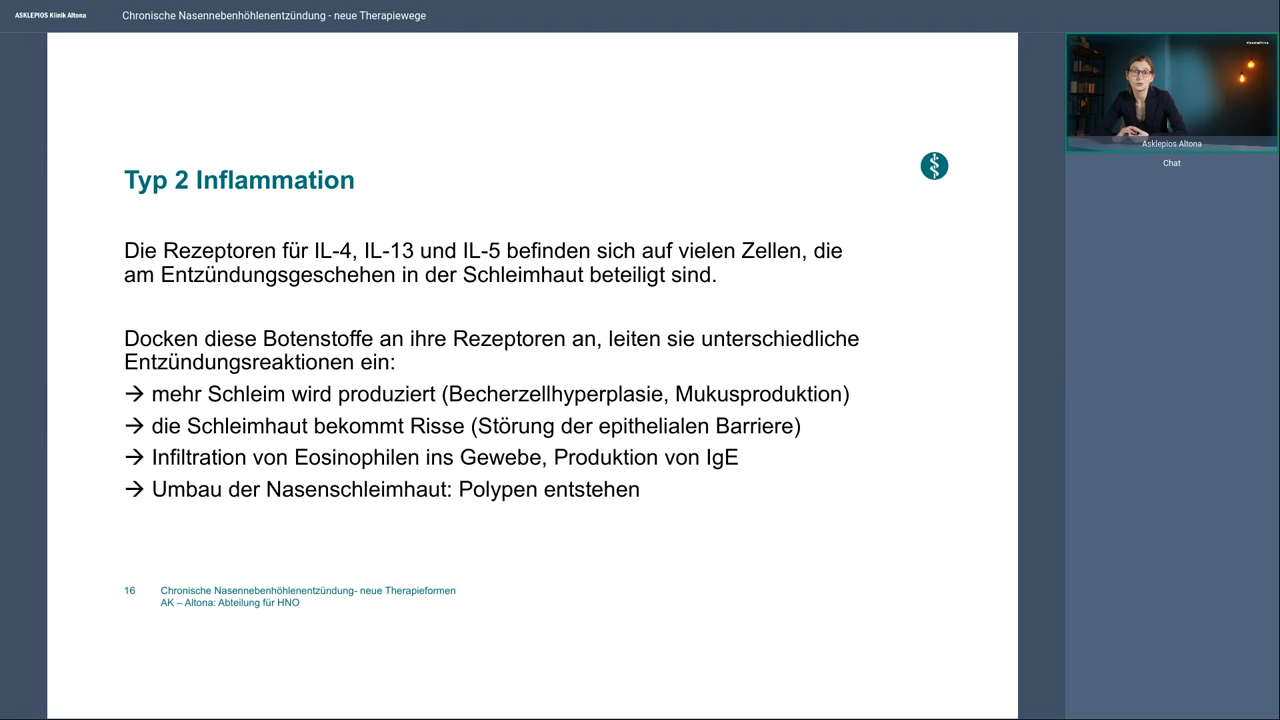 ASKLEPIOS Klinik Altona
Chronische Nasennebenhöhlenentzündung - neue Therapiewege
Typ 2 Inflammation
Die Rezeptoren für IL-4, IL-13 und IL-5 befinden sich auf vielen Zellen, die
am Entzündungsgeschehen in der Schleimhaut beteiligt sind.
Docken diese Botenstoffe an ihre Rezeptoren an, leiten sie unterschiedliche
Entzündungsreaktionen ein:
→ mehr Schleim wird produziert (Becherzellhyperplasie, Mukusproduktion)
→ die Schleimhaut bekommt Risse (Störung der epithelialen Barriere)
→ Infiltration von Eosinophilen ins Gewebe, Produktion von IgE
→ Umbau der Nasenschleimhaut: Polypen entstehen
16 Chronische Nasennebenhöhlenentzündung- neue Therapieformen
AK – Altona: Abteilung für HNO
Asklepios Altona
Chat